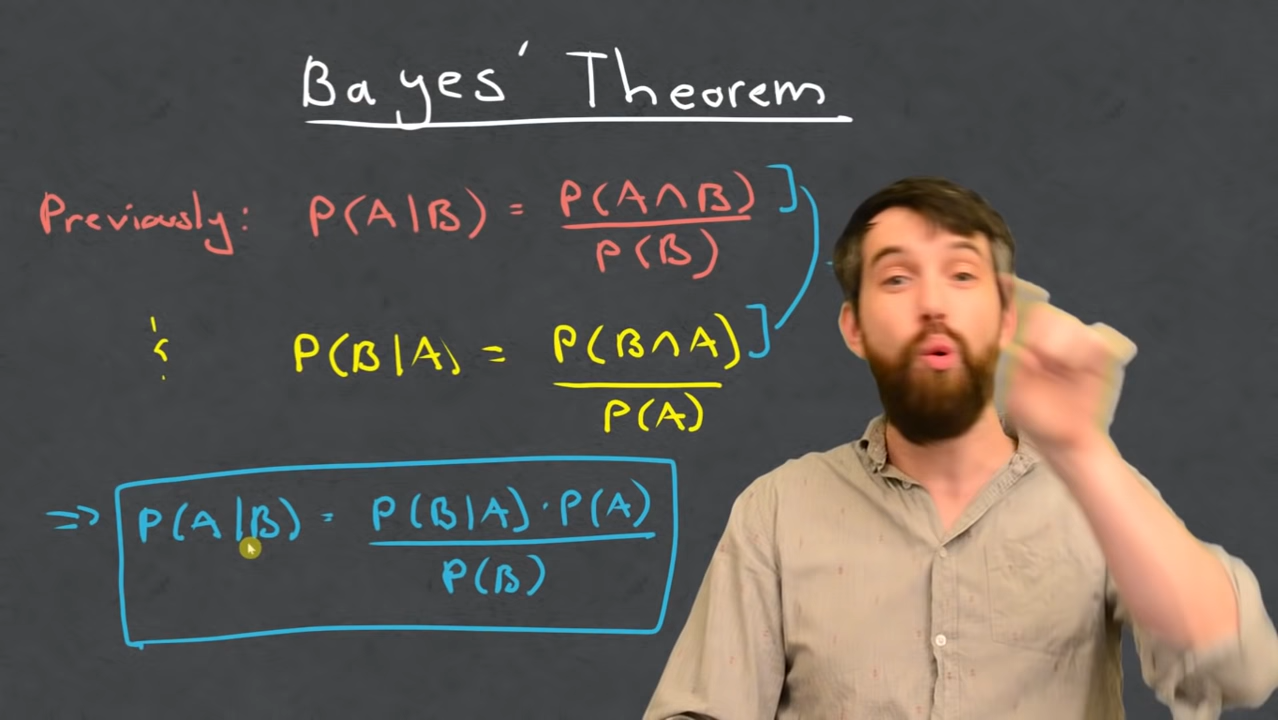 Bayes' Theorem
Previously: P(A|B) = P(A∩B) / P(B) ]
& P(B|A) = P(B∩A) / P(A) ]
⇒ P(A|B) = P(B|A)·P(A) / P(B)